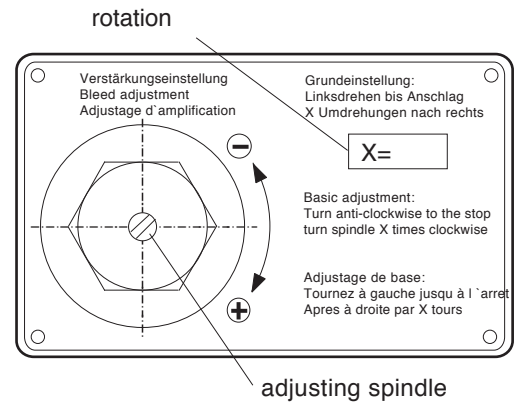 rotation
Verstärkungseinstellung
Bleed adjustment
Adjustage d`amplification
Grundeinstellung:
Linksdrehen bis Anschlag
X Umdrehungen nach rechts
X=
Basic adjustment:
Turn anti-clockwise to the stop
turn spindle X times clockwise
Adjustage de base:
Tournez à gauche jusqu à l `arret
Apres à droite par X tours
adjusting spindle